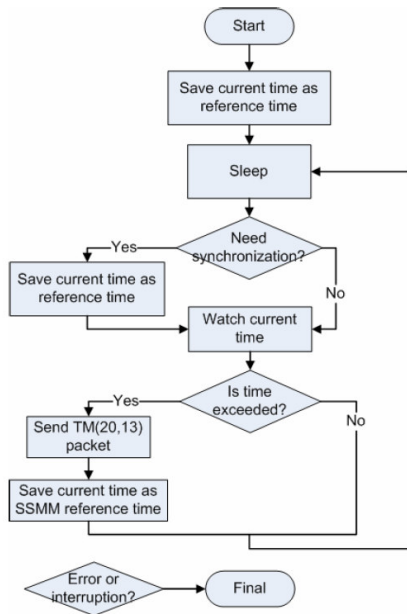 Start
Save current time as
reference time
Sleep
Need
synchronization?
Yes
No
Save current time as
reference time
Watch current
time
Is time
exceeded?
Yes
No
Send TM(20,13)
packet
Save current time as
SSMM reference time
Error or
interruption?
Final